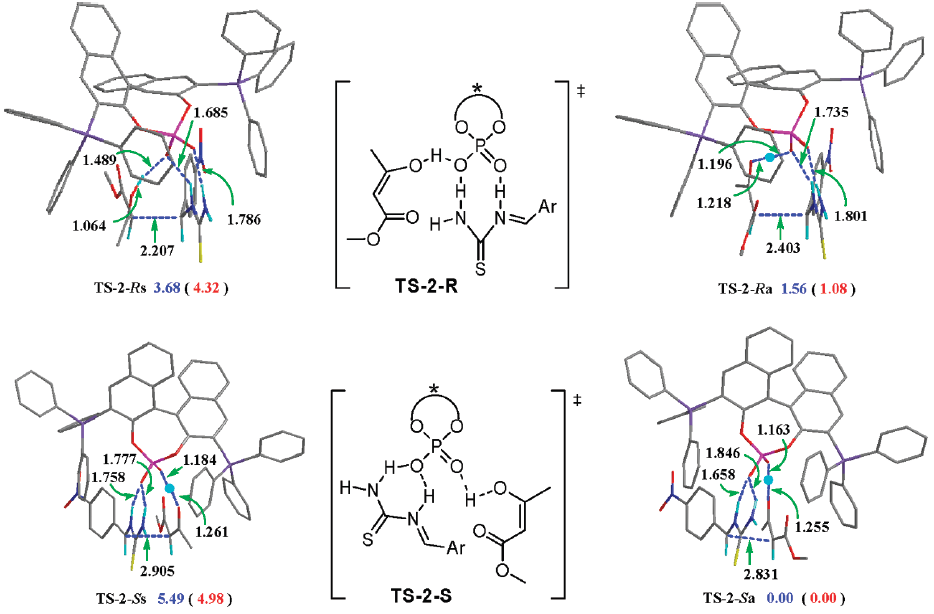 1.685
1.489
1.064
1.786
2.207
TS-2-Rs 3.68 ( 4.32 )
*
‡
O O
P
O H O O
H H
H N N Ar
O
O
H
S
TS-2-R
1.735
1.196
1.218
1.801
2.403
TS-2-Ra 1.56 ( 1.08 )
1.777
1.184
1.758
1.261
2.905
TS-2-Ss 5.49 ( 4.98 )
*
‡
O O
P
H O O
H H O
N N
H
S Ar
O
O
TS-2-S
1.163
1.846
1.658
1.255
2.831
TS-2-Sa 0.00 ( 0.00 )